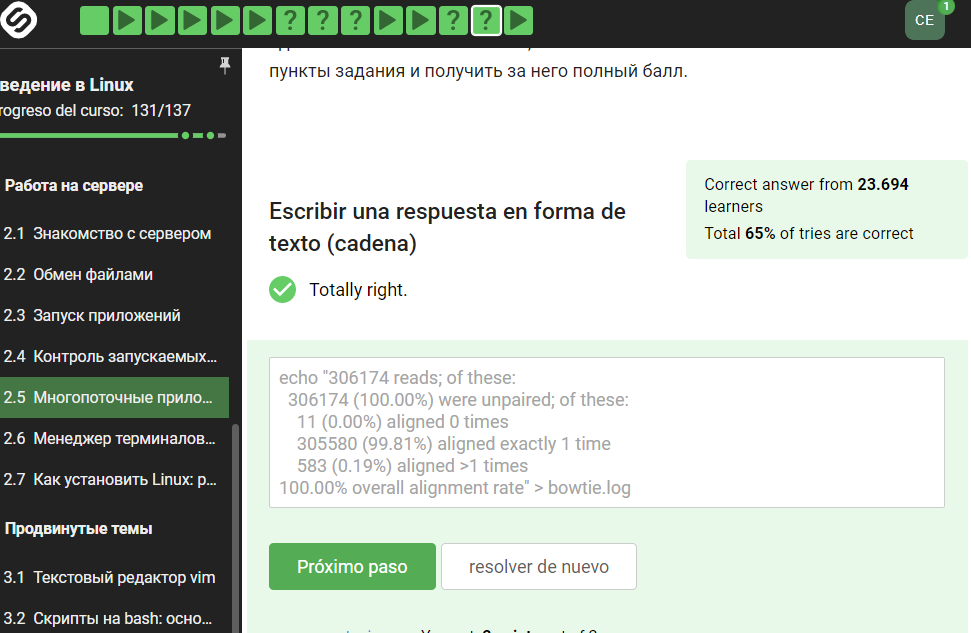 CE
1
ведение в Linux
rogreso del curso: 131/137
Работа на сервере
2.1 Знакомство с сервером
2.2 Обмен файлами
2.3 Запуск приложений
2.4 Контроль запускаемых...
2.5 Многопоточные прило...
2.6 Менеджер терминалов...
2.7 Как установить Linux: р...
Продвинутые темы
3.1 Текстовый редактор vim
3.2 Скрипты на bash: осно...
пункты задания и получить за него полный балл.
Escribir una respuesta en forma de
texto (cadena)
Correct answer from 23.694
learners
Total 65% of tries are correct
Totally right.
echo "306174 reads; of these:
306174 (100.00%) were unpaired; of these:
11 (0.00%) aligned 0 times
305580 (99.81%) aligned exactly 1 time
583 (0.19%) aligned >1 times
100.00% overall alignment rate" > bowtie.log
Próximo paso
resolver de nuevo